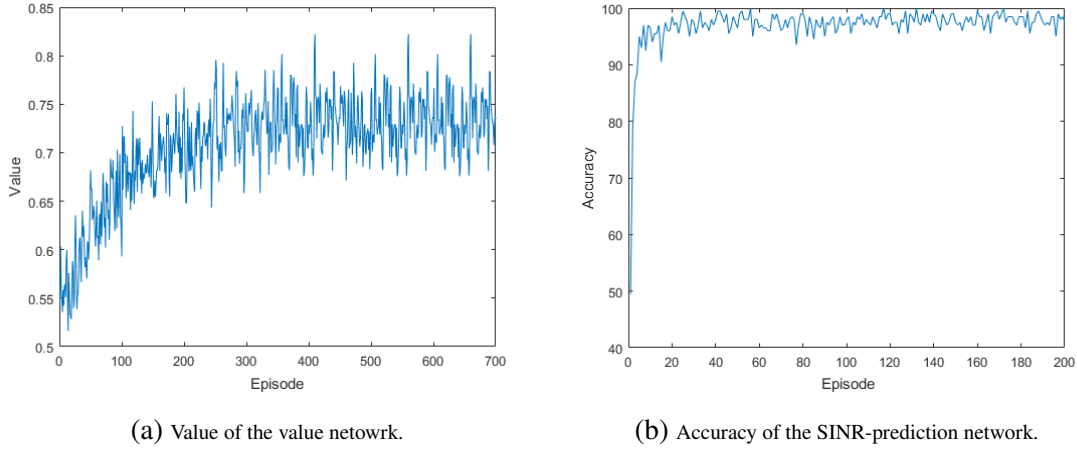 0.85
0.8
0.75
0.7
0.65
0.6
0.55
0.5
Value
0 100 200 300 400 500 600 700
Episode
(a) Value of the value netowrk.
100
90
80
70
60
50
40
Accuracy
0 20 40 60 80 100 120 140 160 180 200
Episode
(b) Accuracy of the SINR-prediction network.